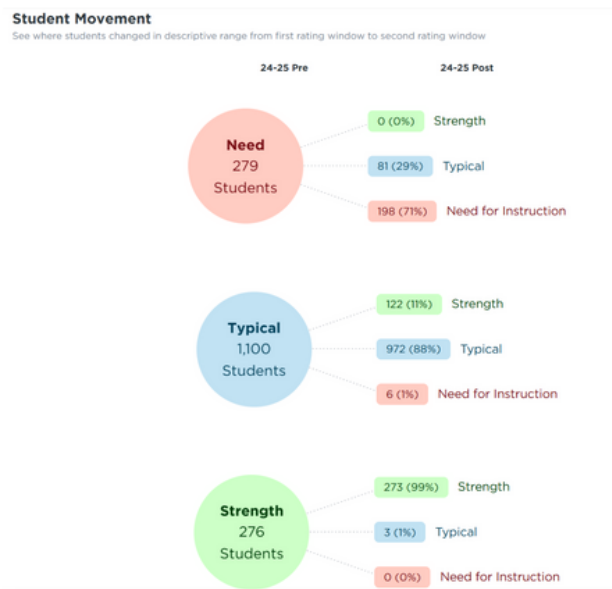 Student Movement
See where students changed in descriptive range from first rating window to second rating window
24-25 Pre 24-25 Post
Need
279
Students
0 (0%) Strength
81 (29%) Typical
198 (71%) Need for Instruction
Typical
1,100
Students
122 (11%) Strength
972 (88%) Typical
6 (1%) Need for Instruction
Strength
276
Students
273 (99%) Strength
3 (1%) Typical
0 (0%) Need for Instruction